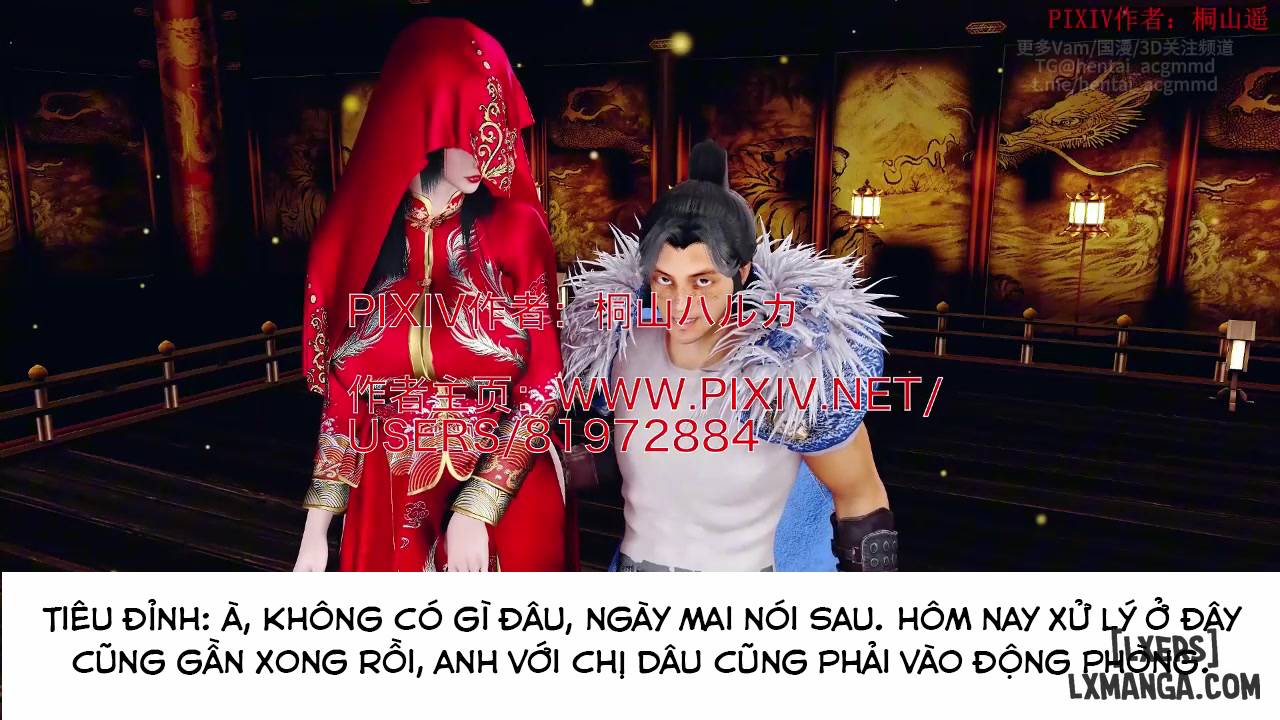 PIXIV作者：桐山遥
更多Vam/国漫/3D关注频道
TG@hentai_acgmmd
t.me/hentai_acgmmd
PIXIV作者：桐山ハルカ
作者主页：WWW.PIXIV.NET/
USERS/81972884
TIÊU ĐỈNH: À, KHÔNG CÓ GÌ ĐÂU, NGÀY MAI NÓI SAU. HÔM NAY XỬ LÝ Ở ĐÂY
CŨNG GẦN XONG RỒI, ANH VỚI CHỊ DÂU CŨNG PHẢI VÀO ĐỘNG PHÒNG.
[LXERS]
LXMANGA.COM